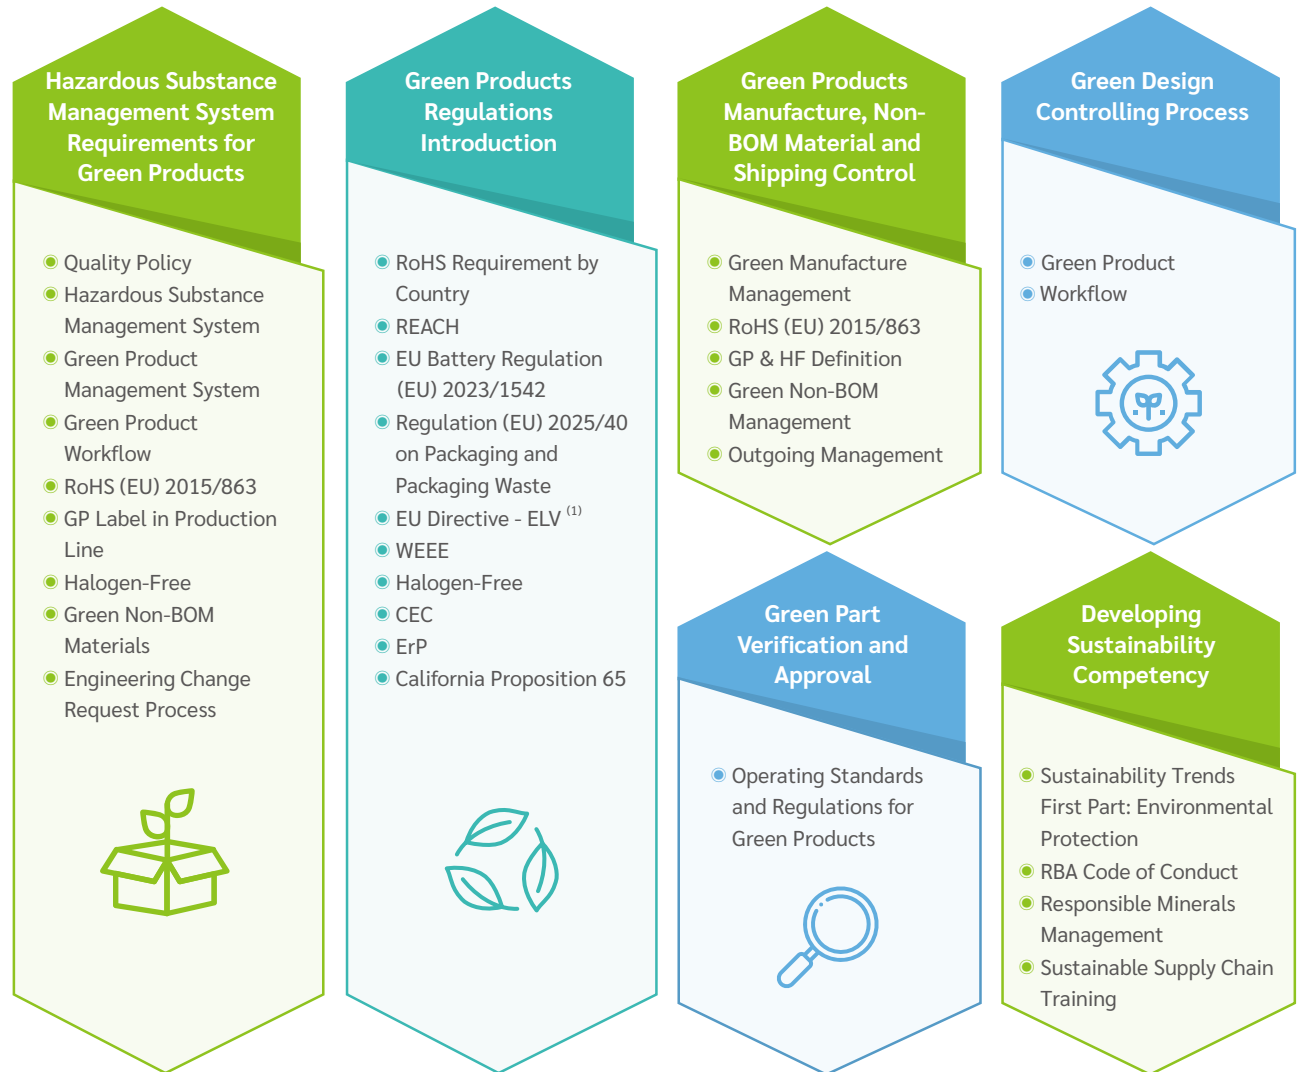 Hazardous Substance
Management System
Requirements for
Green Products
Quality Policy
Hazardous Substance
Management System
Green Product
Management System
Green Product
Workflow
RoHS (EU) 2015/863
GP Label in Production
Line
Halogen-Free
Green Non-BOM
Materials
Engineering Change
Request Process
Green Products
Regulations
Introduction
RoHS Requirement by
Country
REACH
EU Battery Regulation
(EU) 2023/1542
Regulation (EU) 2025/40
on Packaging and
Packaging Waste
EU Directive - ELV (1)
WEEE
Halogen-Free
CEC
ErP
California Proposition 65
Green Products
Manufacture, Non-
BOM Material and
Shipping Control
Green Manufacture
Management
RoHS (EU) 2015/863
GP & HF Definition
Green Non-BOM
Management
Outgoing Management
Green Design
Controlling Process
Green Product
Workflow
Green Part
Verification and
Approval
Operating Standards
and Regulations for
Green Products
Developing
Sustainability
Competency
Sustainability Trends
First Part: Environmental
Protection
RBA Code of Conduct
Responsible Minerals
Management
Sustainable Supply Chain
Training